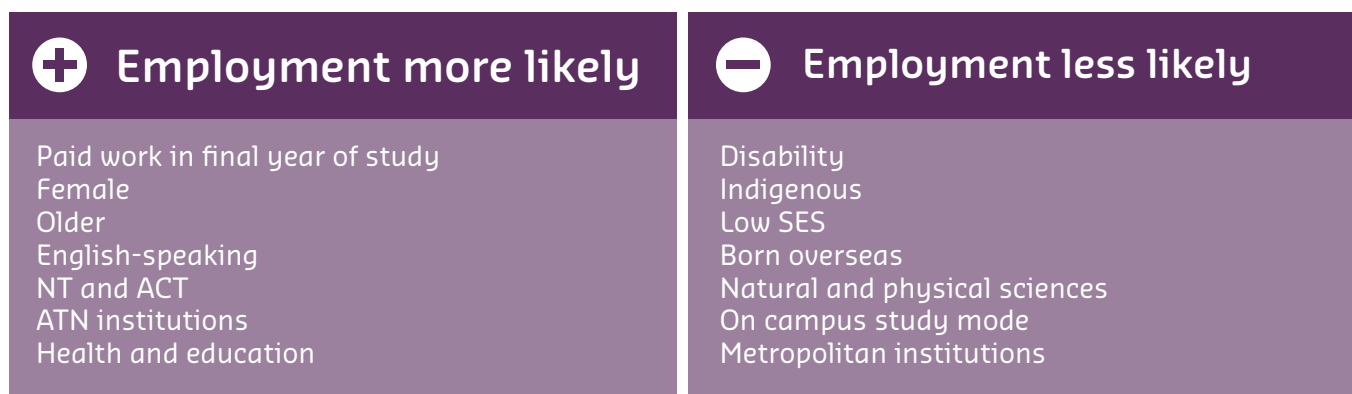 Employment more likely
Paid work in final year of study
Female
Older
English-speaking
NT and ACT
ATN institutions
Health and education
Employment less likely
Disability
Indigenous
Low SES
Born overseas
Natural and physical sciences
On campus study mode
Metropolitan institutions